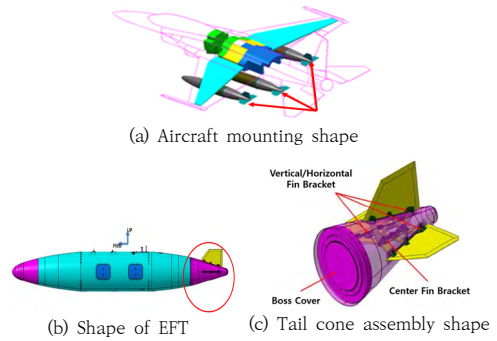 (a) Aircraft mounting shape
Vertical/Horizontal
Fin Bracket
Boss Cover
Center Fin Bracket
(b) Shape of EFT
(c) Tail cone assembly shape